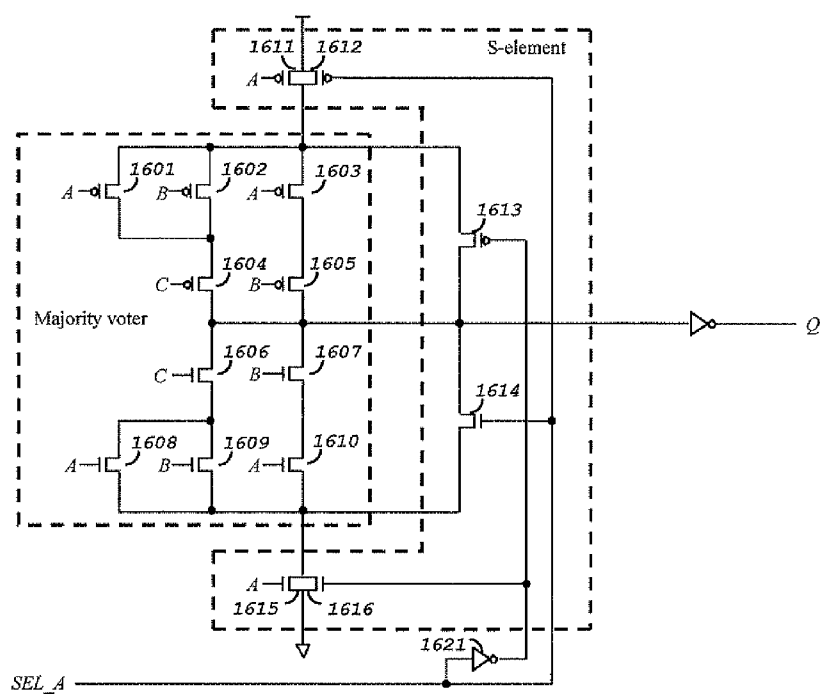 S-element
1611 1612
A
1601 1602 1603
A B A
1613
1604 1605
C B
Majority voter
Q
1606 1607
C B
1614
1608 1609 1610
A B A
A
1615 1616
1621
SEL_A